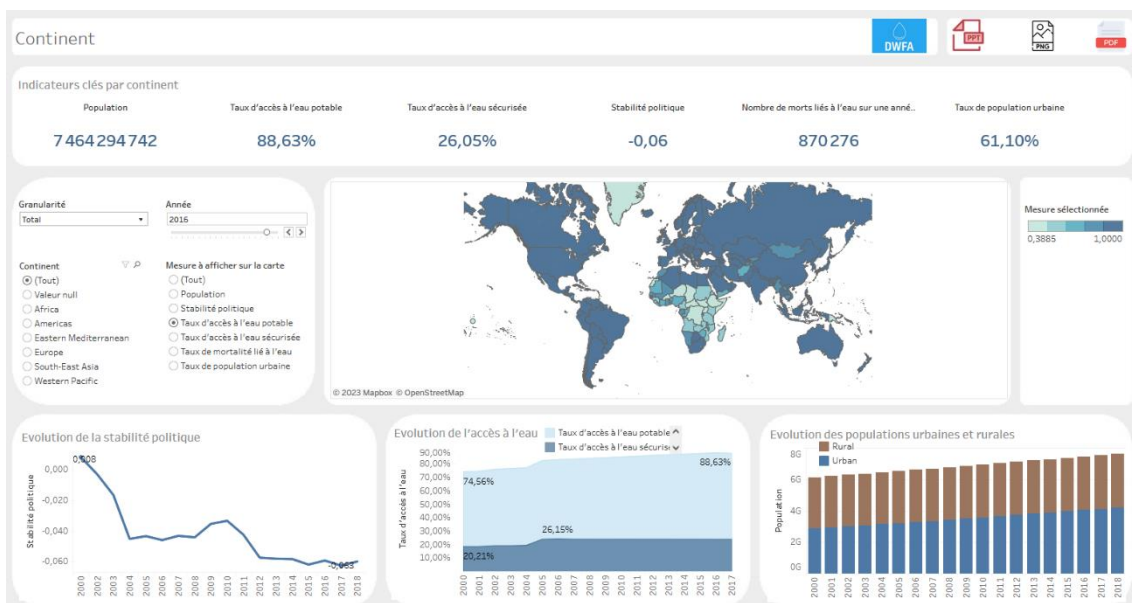 Continent
DWFA
PPT
PNG
PDF
Indicateurs clés par continent
Population
Taux d'accès à l'eau potable
Taux d'accès à l'eau sécurisée
Stabilité politique
Nombre de morts liés à l'eau sur une anné..
Taux de population urbaine
7 464 294 742
88,63%
26,05%
-0,06
870 276
61,10%
Granularité
Total
Année
2016
Continent
(Tout)
Valeur null
Africa
Americas
Eastern Mediterranean
Europe
South-East Asia
Western Pacific
Mesure à afficher sur la carte
(Tout)
Population
Stabilité politique
Taux d'accès à l'eau potable
Taux d'accès à l'eau sécurisée
Taux de mortalité lié à l'eau
Taux de population urbaine
© 2023 Mapbox © OpenStreetMap
Mesure sélectionnée
0,3885
1,0000
Evolution de la stabilité politique
Stabilité politique
0,008
0,000
-0,020
-0,040
-0,060
-0,063
2000 2002 2003 2004 2005 2006 2007 2008 2009 2010 2011 2012 2013 2014 2015 2016 2017 2018
Evolution de l'accès à l'eau
Taux d'accès à l'eau potable
Taux d'accès à l'eau sécuris
Taux d'accès à l'eau
90,00%
80,00%
70,00%
60,00%
50,00%
40,00%
30,00%
20,00%
10,00%
74,56%
88,63%
26,15%
20,21%
2000 2001 2002 2003 2004 2005 2006 2007 2008 2009 2010 2011 2012 2013 2014 2015 2016 2017
Evolution des populations urbaines et rurales
Rural
Urban
Population
8G
6G
4G
2G
0G
2000 2001 2002 2003 2004 2005 2006 2007 2008 2009 2010 2011 2012 2013 2014 2015 2016 2017 2018